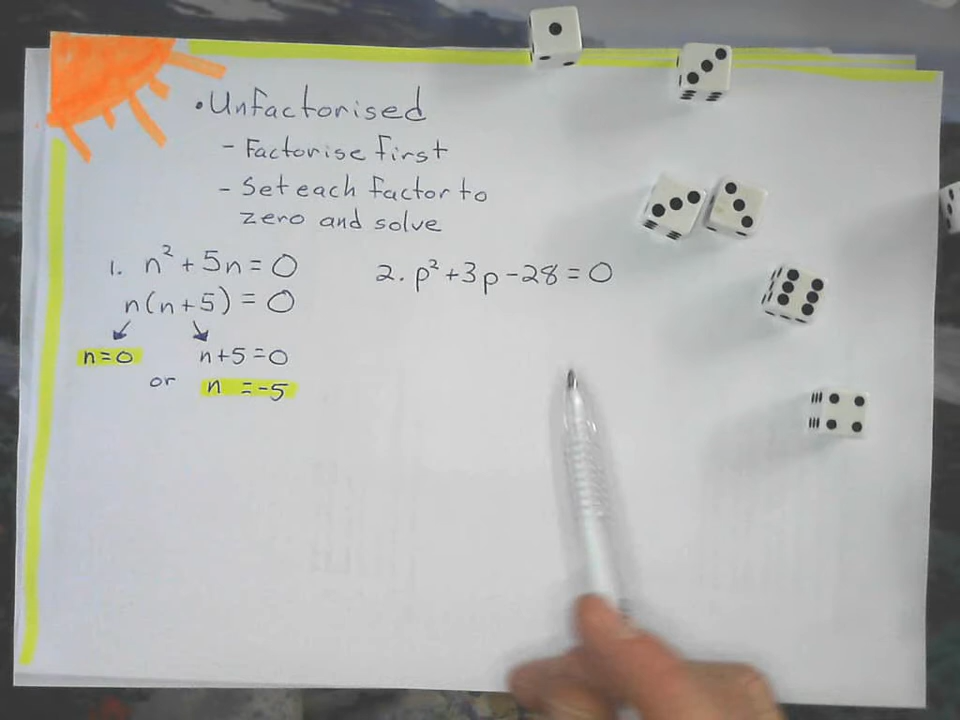 • Unfactorised
- Factorise first
- Set each factor to
zero and solve
1. n² + 5n = 0
n(n+5) = 0
n=0
n+5=0
or n = -5
2. p² + 3p - 28 = 0